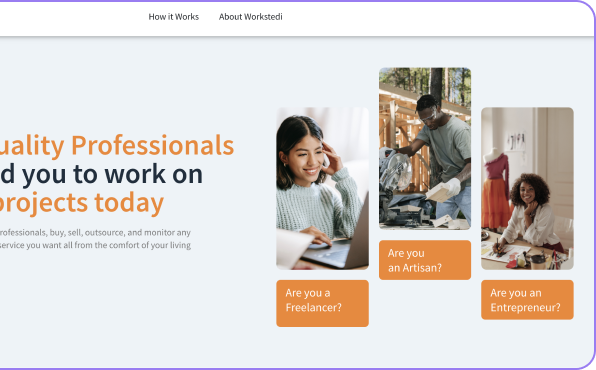 How it Works About Workstedi
uality Professionals
d you to work on
projects today
rofessionals, buy, sell, outsource, and monitor any
service you want all from the comfort of your living
Are you a
Freelancer?
Are you
an Artisan?
Are you an
Entrepreneur?